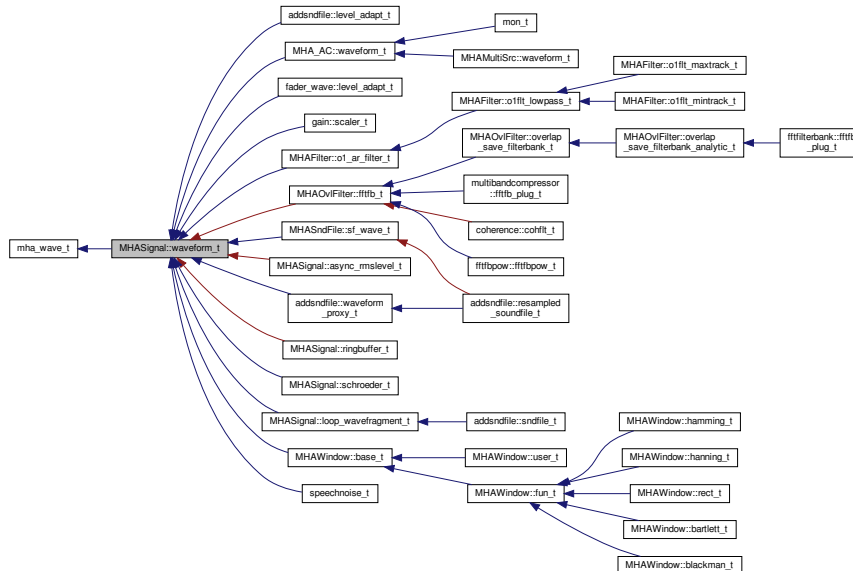 addsndfile::level_adapt_t
mon_t
MHA_AC::waveform_t
MHAMultiSrc::waveform_t
MHAFilter::o1flt_maxtrack_t
fader_wave::level_adapt_t
MHAFilter::o1flt_lowpass_t
MHAFilter::o1flt_mintrack_t
gain::scaler_t
MHAOvlFilter::overlap
_save_filterbank_t
MHAOvlFilter::overlap
_save_filterbank_analytic_t
fftfilterbank::fftfb
_plug_t
MHAFilter::o1_ar_filter_t
multibandcompressor
::fftfb_plug_t
MHAOvlFilter::fftfb_t
MHASndFile::sf_wave_t
coherence::cohflt_t
mha_wave_t
MHASignal::waveform_t
MHASignal::async_rmslevel_t
fftfbpow::fftfbpow_t
addsndfile::waveform
_proxy_t
addsndfile::resampled
_soundfile_t
MHASignal::ringbuffer_t
MHASignal::schroeder_t
MHASignal::loop_wavefragment_t
addsndfile::sndfile_t
MHAWindow::hamming_t
MHAWindow::base_t
MHAWindow::user_t
MHAWindow::hanning_t
speechnoise_t
MHAWindow::fun_t
MHAWindow::rect_t
MHAWindow::bartlett_t
MHAWindow::blackman_t